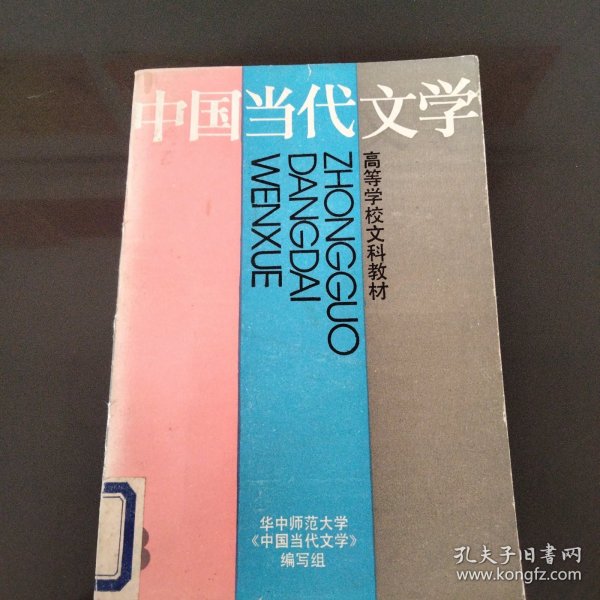 中国当代文学
ZHONGGUO
DANGDAI
WENXUE
高等学校文科教材
华中师范大学
《中国当代文学》
编写组
孔夫子旧书网
www.kongfz.com